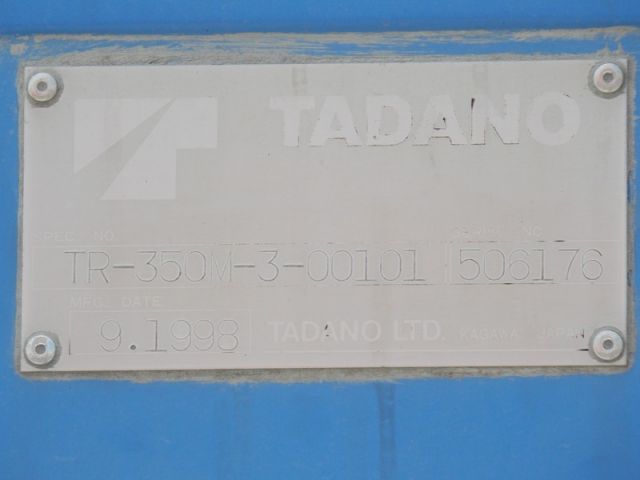 TADANO
SPEC. NO. SERIAL NO.
TR-350M-3-00101 506176
MFG. DATE
9.1998 TADANO LTD. KAGAWA JAPAN